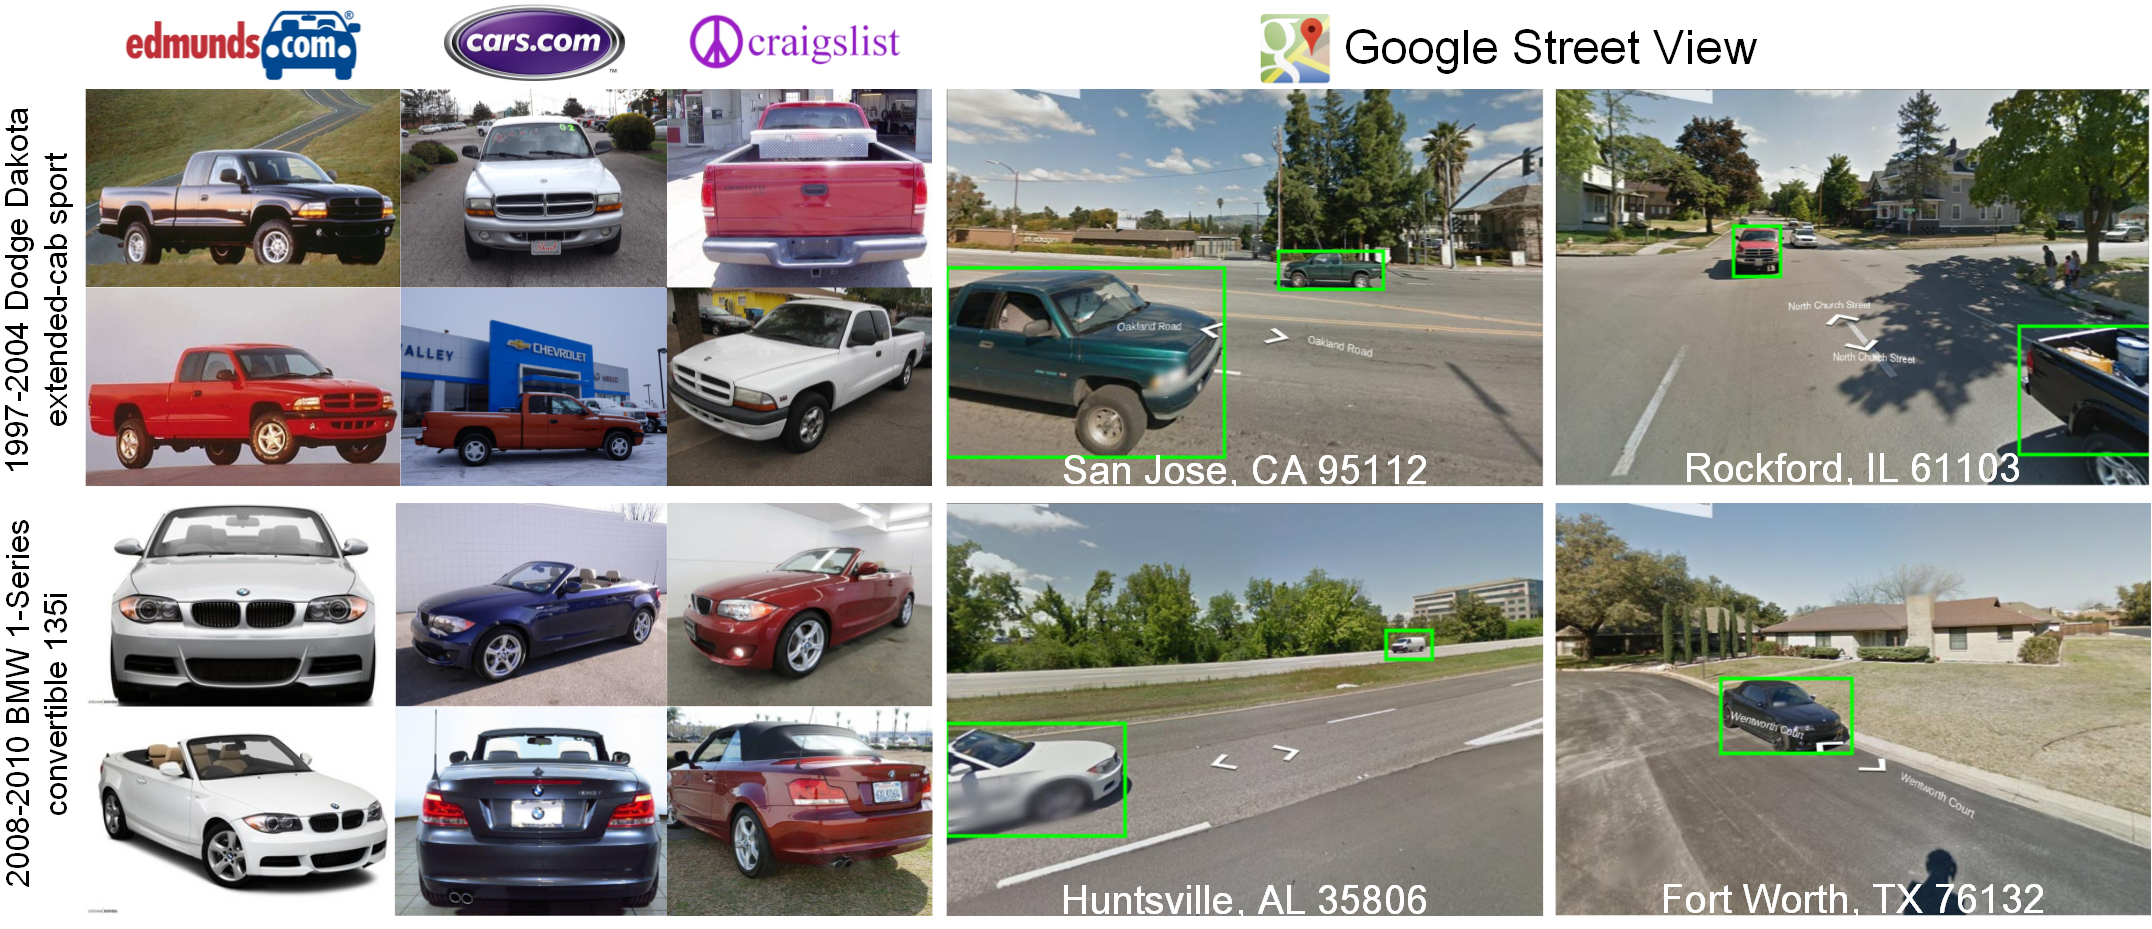 edmunds.com®
cars.com™
craigslist
Google Street View
1997-2004 Dodge Dakota
extended-cab sport
02
VALLEY
CHEVROLET
Oakland Road
Oakland Road
San Jose, CA 95112
North Church Street
North Church Street
Rockford, IL 61103
2008-2010 BMW 1-Series
convertible 135i
Huntsville, AL 35806
Wentworth Court
Wentworth Court
Fort Worth, TX 76132